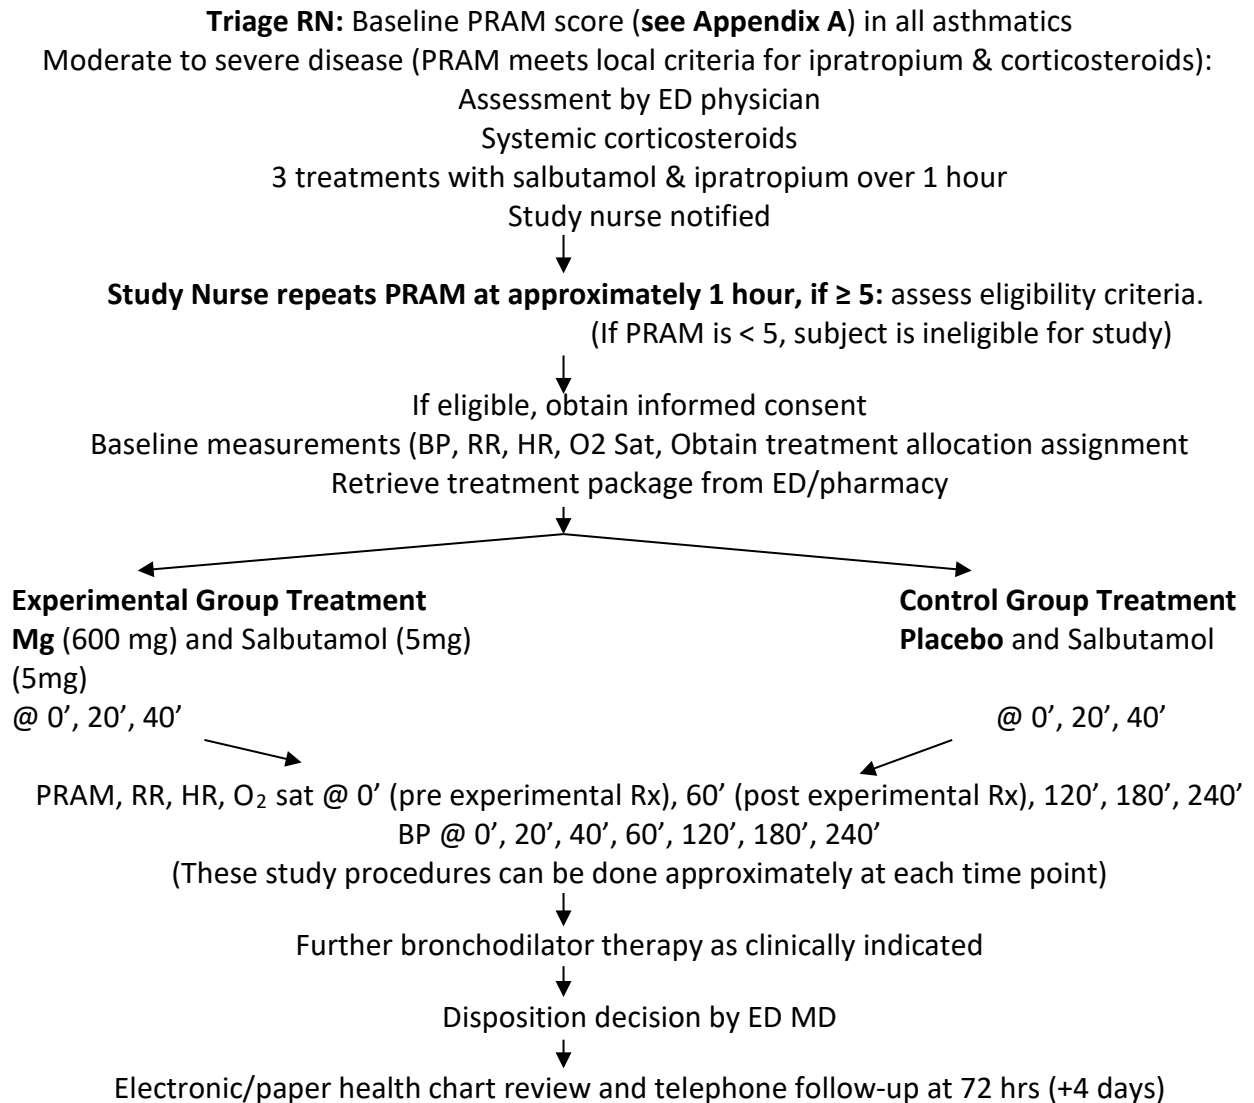 Triage RN: Baseline PRAM score (see Appendix A) in all asthmatics
Moderate to severe disease (PRAM meets local criteria for ipratropium & corticosteroids):
Assessment by ED physician
Systemic corticosteroids
3 treatments with salbutamol & ipratropium over 1 hour
Study nurse notified
Study Nurse repeats PRAM at approximately 1 hour, if ≥ 5: assess eligibility criteria.
(If PRAM is < 5, subject is ineligible for study)
If eligible, obtain informed consent
Baseline measurements (BP, RR, HR, O2 Sat, Obtain treatment allocation assignment
Retrieve treatment package from ED/pharmacy
Experimental Group Treatment
Mg (600 mg) and Salbutamol (5mg)
(5mg)
@ 0’, 20’, 40’
Control Group Treatment
Placebo and Salbutamol
@ 0’, 20’, 40’
PRAM, RR, HR, O₂ sat @ 0’ (pre experimental Rx), 60’ (post experimental Rx), 120’, 180’, 240’
BP @ 0’, 20’, 40’, 60’, 120’, 180’, 240’
(These study procedures can be done approximately at each time point)
Further bronchodilator therapy as clinically indicated
Disposition decision by ED MD
Electronic/paper health chart review and telephone follow-up at 72 hrs (+4 days)